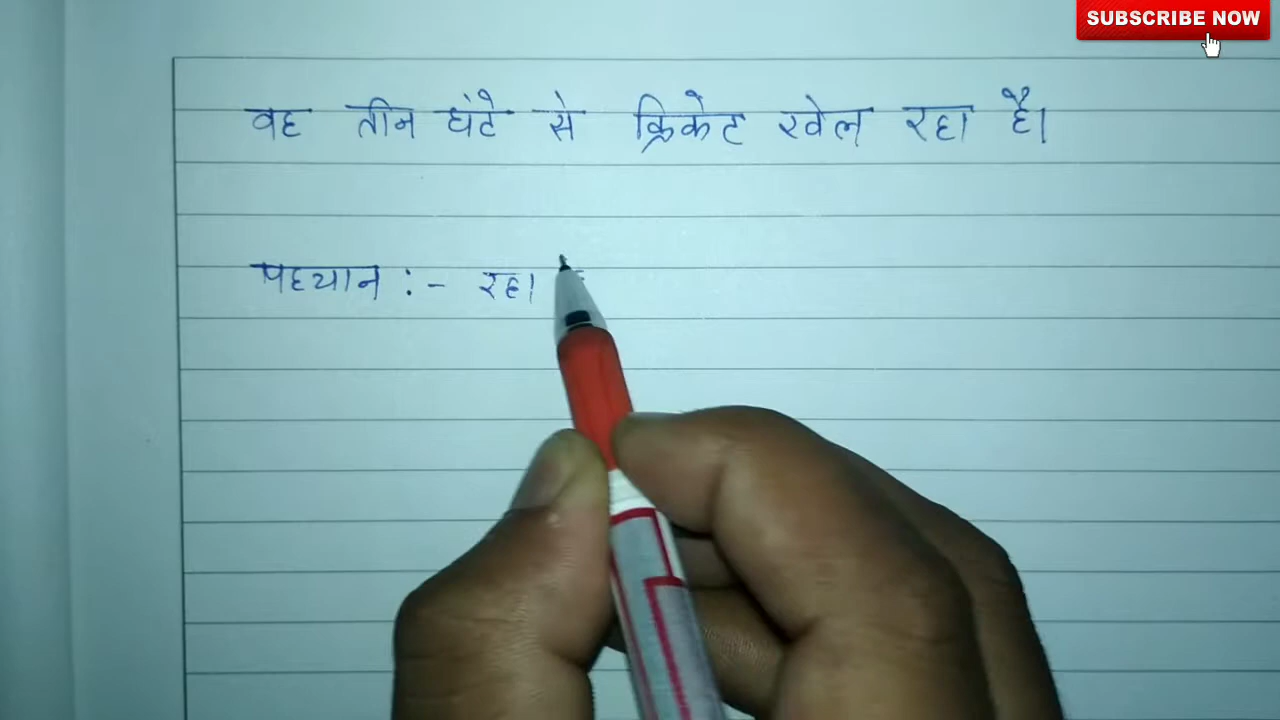 SUBSCRIBE NOW
वह तीन घंटे से क्रिकेट खेल रहा है।
पहचान :- रहा